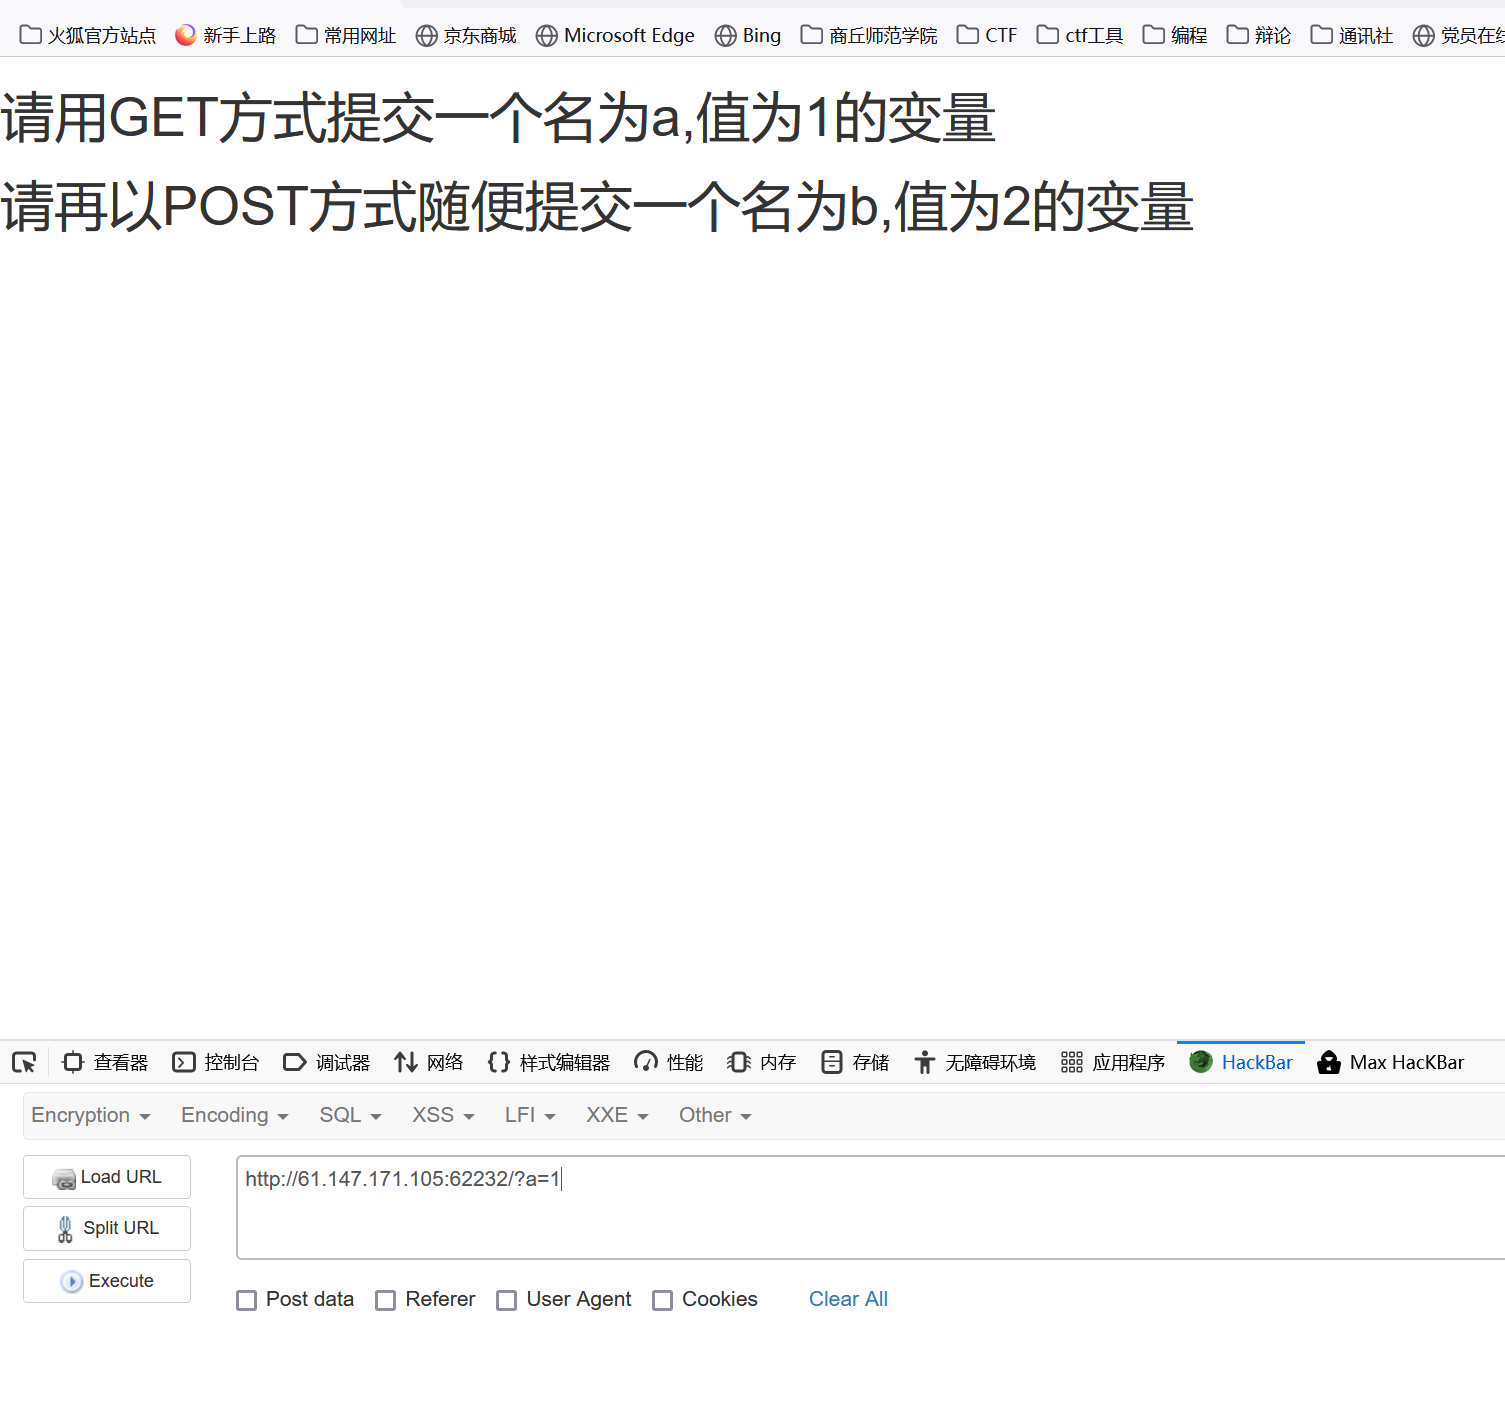 火狐官方站点 新手上路 常用网址 京东商城 Microsoft Edge Bing 商丘师范学院 CTF ctf工具 编程 辩论 通讯社 党员在
请用GET方式提交一个名为a,值为1的变量
请再以POST方式随便提交一个名为b,值为2的变量
查看器 控制台 调试器 网络 样式编辑器 性能 内存 存储 无障碍环境 应用程序 HackBar Max HacKBar
Encryption Encoding SQL XSS LFI XXE Other
Load URL http://61.147.171.105:62232/?a=1
Split URL
Execute
Post data Referer User Agent Cookies Clear All